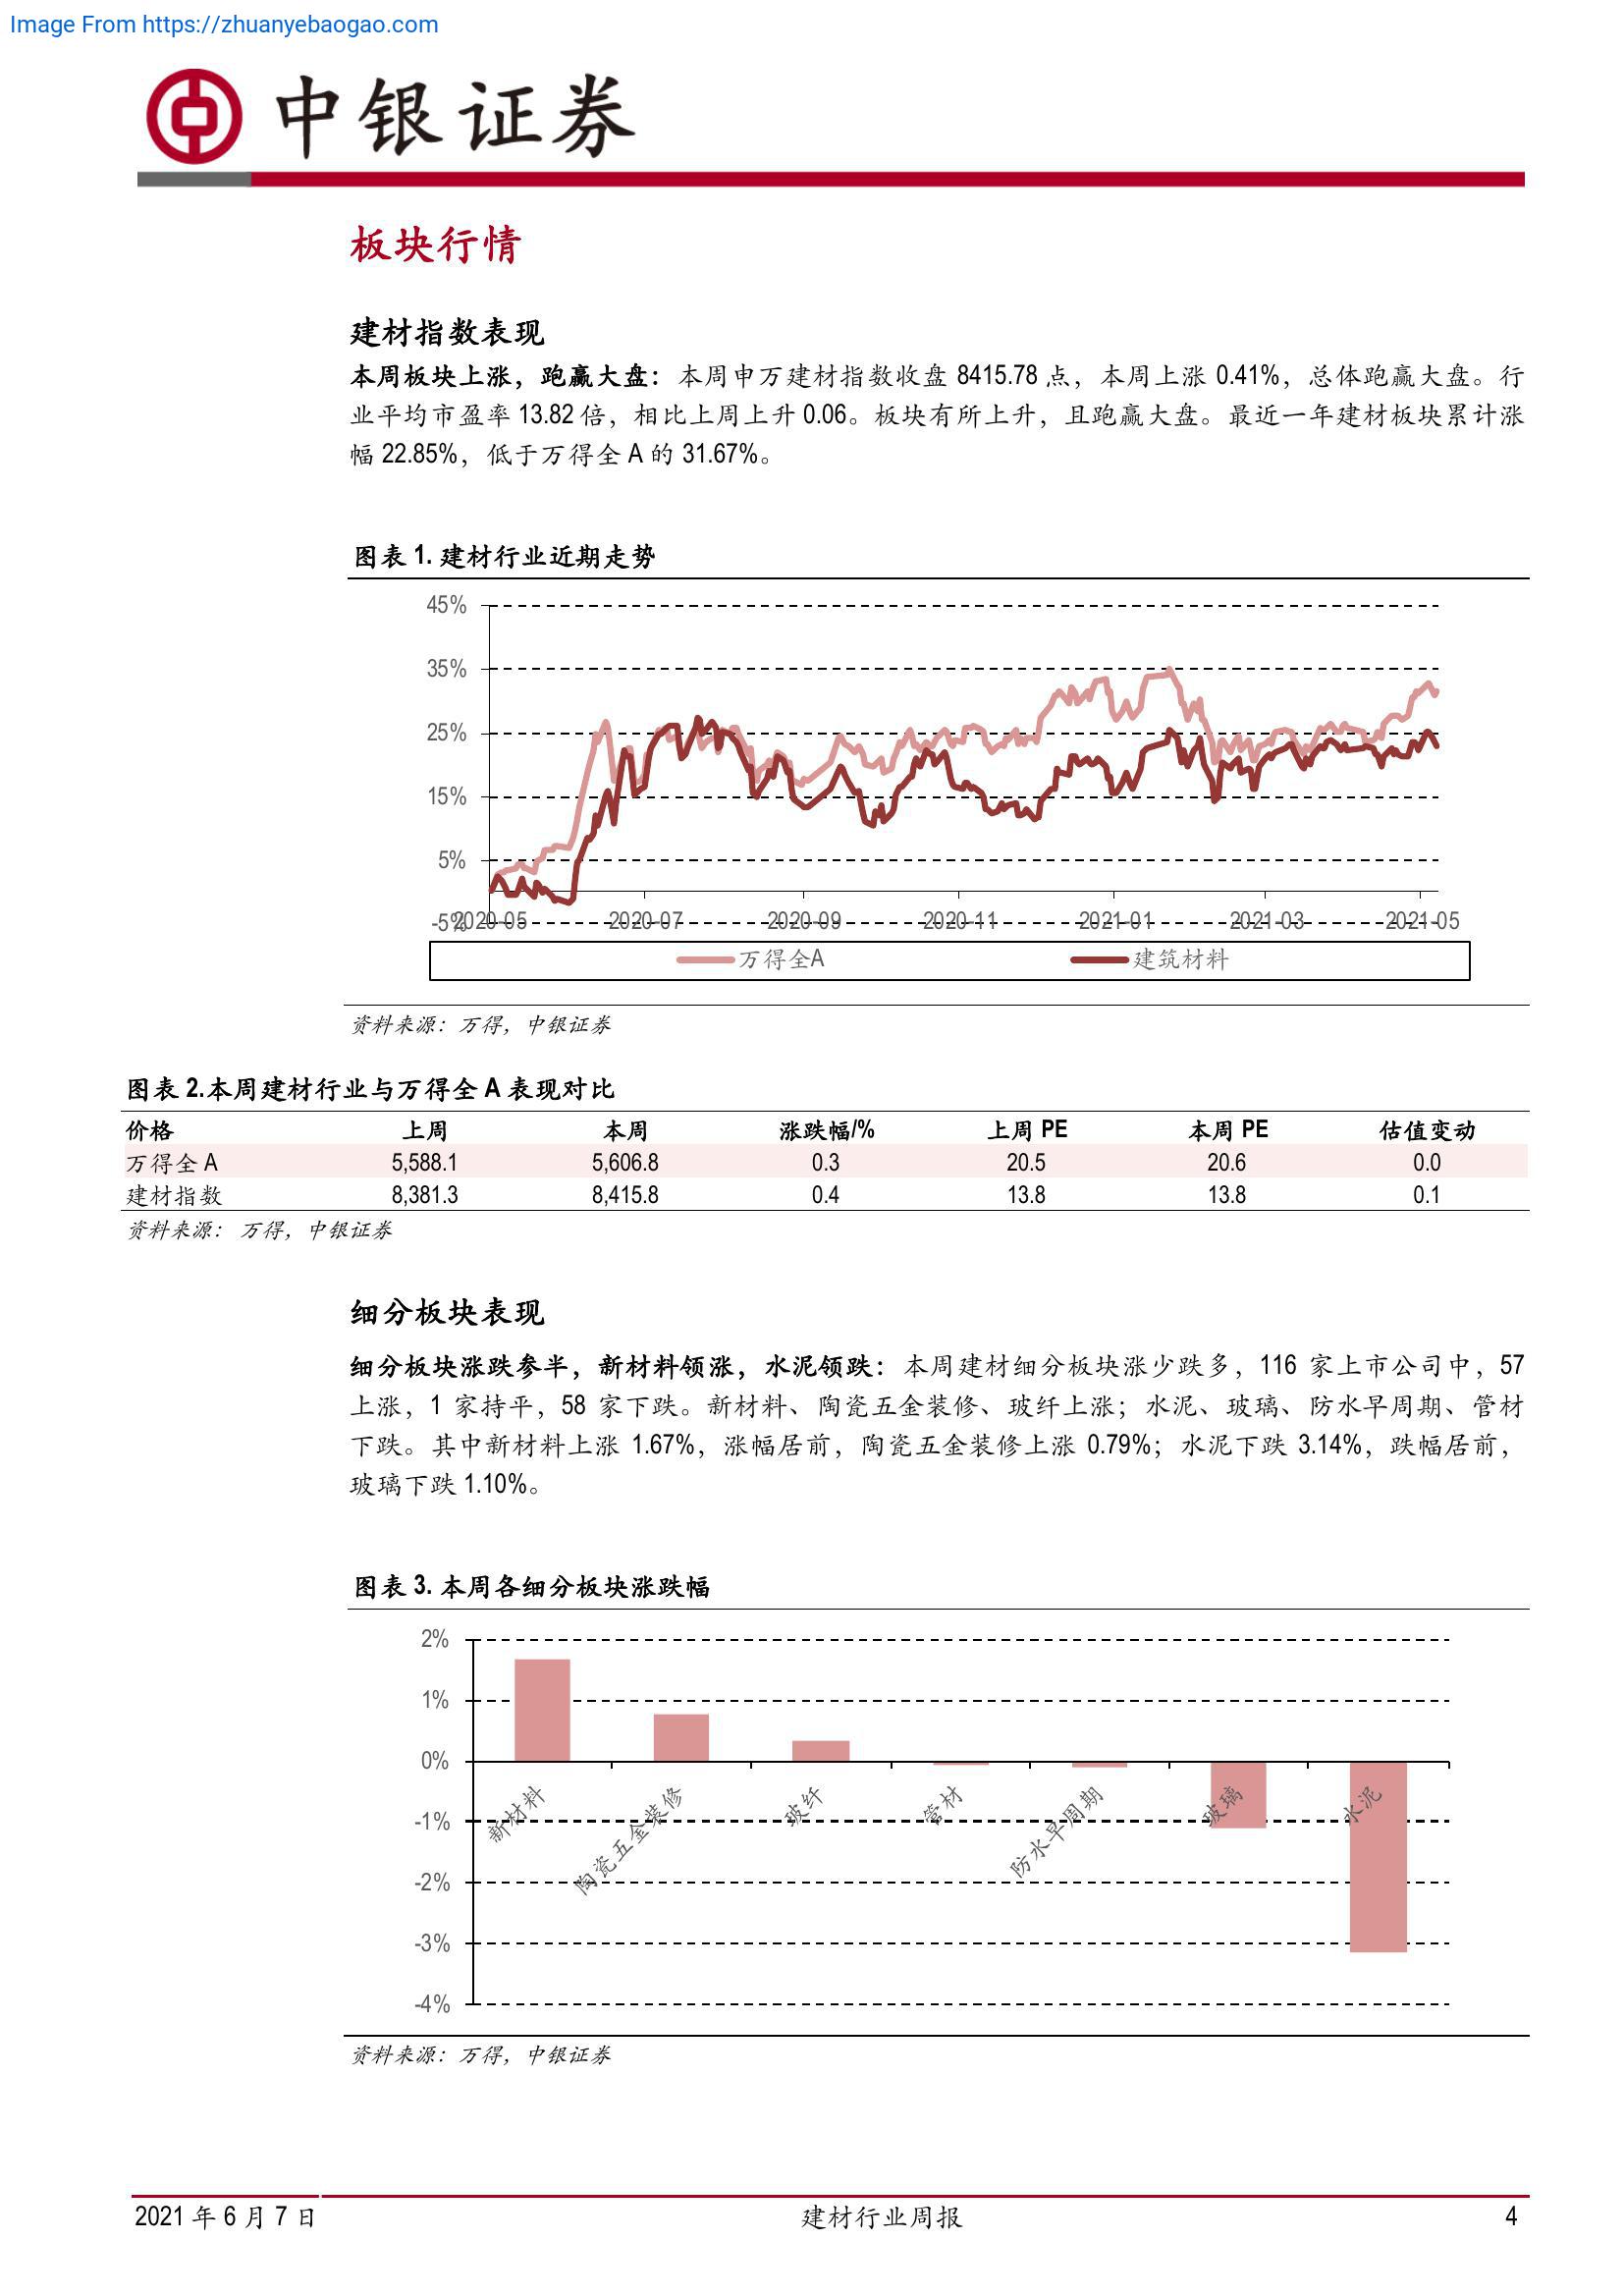 Image From https://zhuanyebaogao.com
中银证券
板块行情
建材指数表现
本周板块上涨，跑赢大盘：本周申万建材指数收盘 8415.78 点，本周上涨 0.41%，总体跑赢大盘。行
业平均市盈率 13.82 倍，相比上周上升 0.06。板块有所上升，且跑赢大盘。最近一年建材板块累计涨
幅 22.85%，低于万得全 A 的 31.67%。
图表 1. 建材行业近期走势
45%
35%
25%
15%
5%
-5%
2020-05 2020-07 2020-09 2020-11 2021-01 2021-03 2021-05
万得全A 建筑材料
资料来源：万得，中银证券
图表 2.本周建材行业与万得全 A 表现对比
价格 上周 本周 涨跌幅/% 上周 PE 本周 PE 估值变动
万得全 A 5,588.1 5,606.8 0.3 20.5 20.6 0.0
建材指数 8,381.3 8,415.8 0.4 13.8 13.8 0.1
资料来源： 万得，中银证券
细分板块表现
细分板块涨跌参半，新材料领涨，水泥领跌：本周建材细分板块涨少跌多，116 家上市公司中，57
上涨，1 家持平，58 家下跌。新材料、陶瓷五金装修、玻纤上涨；水泥、玻璃、防水早周期、管材
下跌。其中新材料上涨 1.67%，涨幅居前，陶瓷五金装修上涨 0.79%；水泥下跌 3.14%，跌幅居前，
玻璃下跌 1.10%。
图表 3. 本周各细分板块涨跌幅
2%
1%
0%
-1%
-2%
-3%
-4%
新材料 陶瓷五金装修 玻纤 管材 防水早周期 玻璃 水泥
资料来源：万得，中银证券
2021 年 6 月 7 日 建材行业周报 4